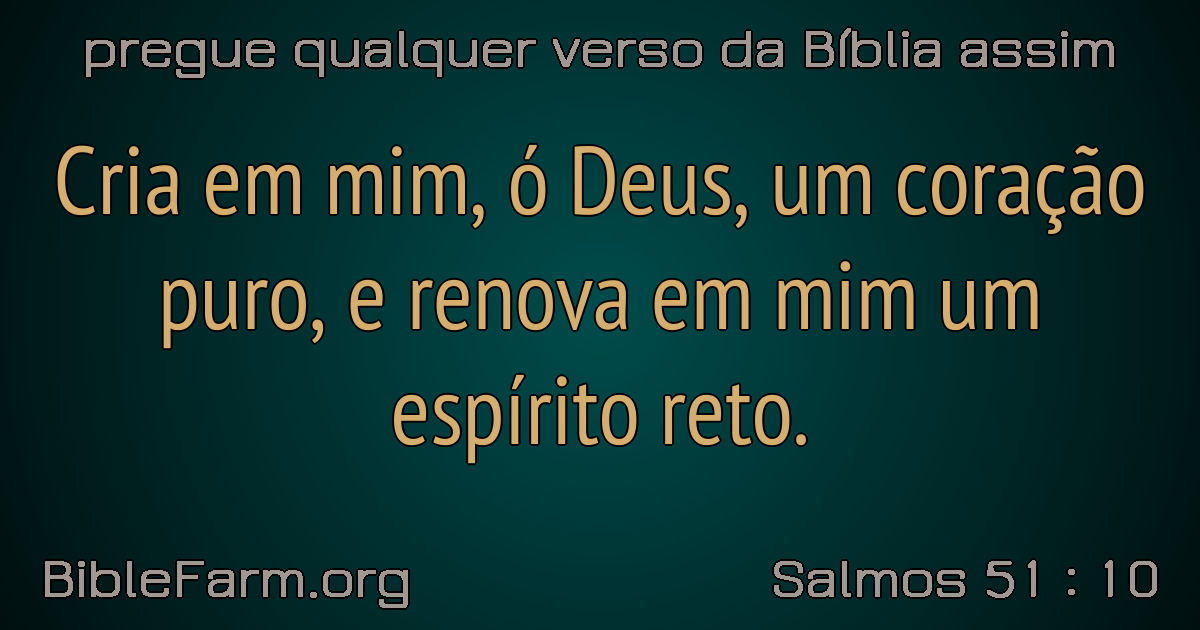 pregue qualquer verso da Bíblia assim
Cria em mim, ó Deus, um coração
puro, e renova em mim um
espírito reto.
BibleFarm.org
Salmos 51 : 10